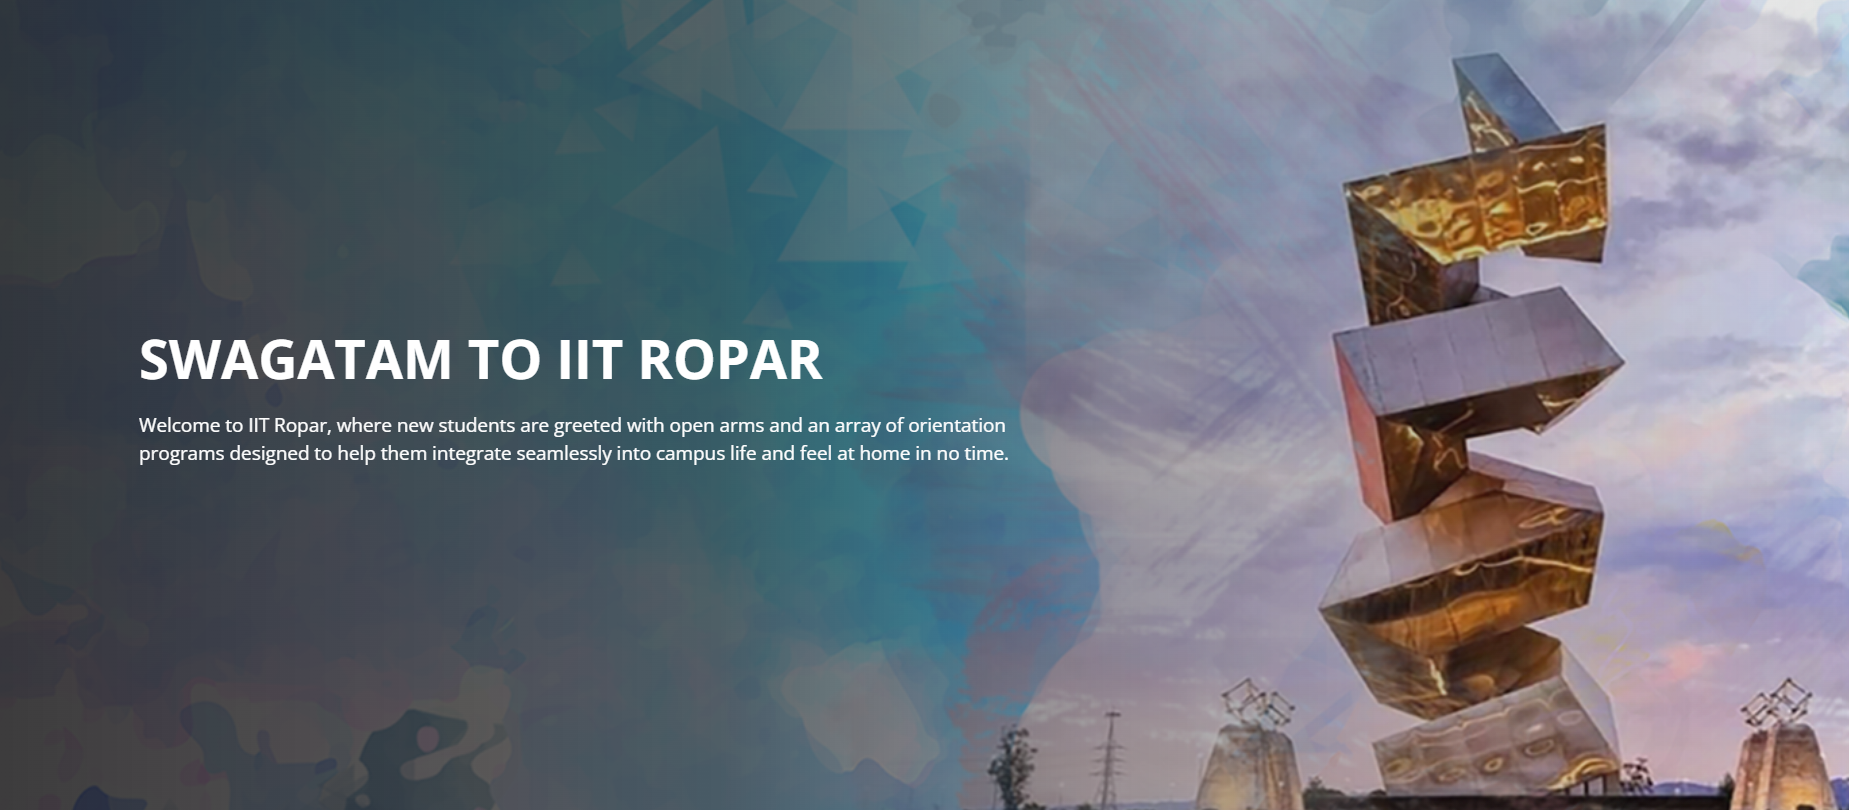 SWAGATAM TO IIT ROPAR
Welcome to IIT Ropar, where new students are greeted with open arms and an array of orientation
programs designed to help them integrate seamlessly into campus life and feel at home in no time.